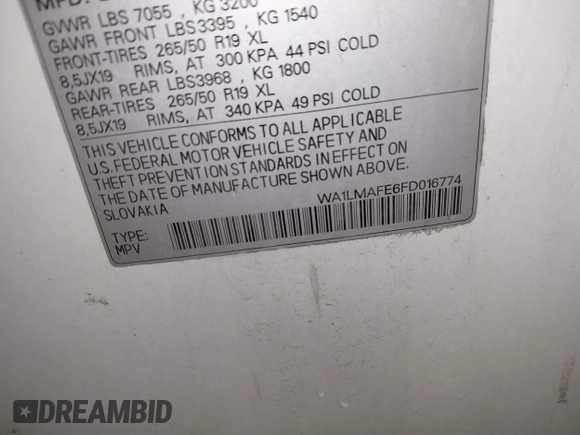 GVWR LBS 7055 , KG 3200
GAWR FRONT LBS3395 , KG 1540
FRONT-TIRES 265/50 R19 XL
8,5JX19 RIMS, AT 300 KPA 44 PSI COLD
GAWR REAR LBS3968 , KG 1800
REAR-TIRES 265/50 R19 XL
8,5JX19 RIMS, AT 340 KPA 49 PSI COLD
THIS VEHICLE CONFORMS TO ALL APPLICABLE
U.S. FEDERAL MOTOR VEHICLE SAFETY AND
THEFT PREVENTION STANDARDS IN EFFECT ON
THE DATE OF MANUFACTURE SHOWN ABOVE.
SLOVAKIA
WA1LMAFE6FD016774
TYPE:
MPV
DREAMBID